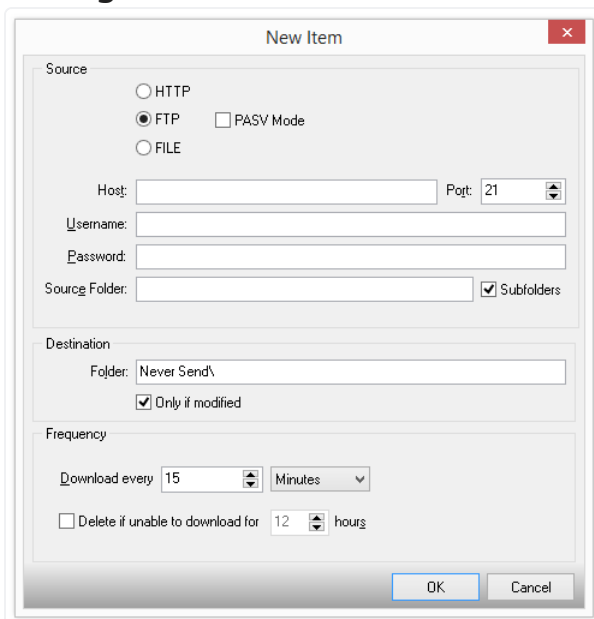 New Item
Source
HTTP
FTP PASV Mode
FILE
Host: Port: 21
Username:
Password:
Source Folder: Subfolders
Destination
Folder: Never Send\
Only if modified
Frequency
Download every 15 Minutes
Delete if unable to download for 12 hours
OK Cancel